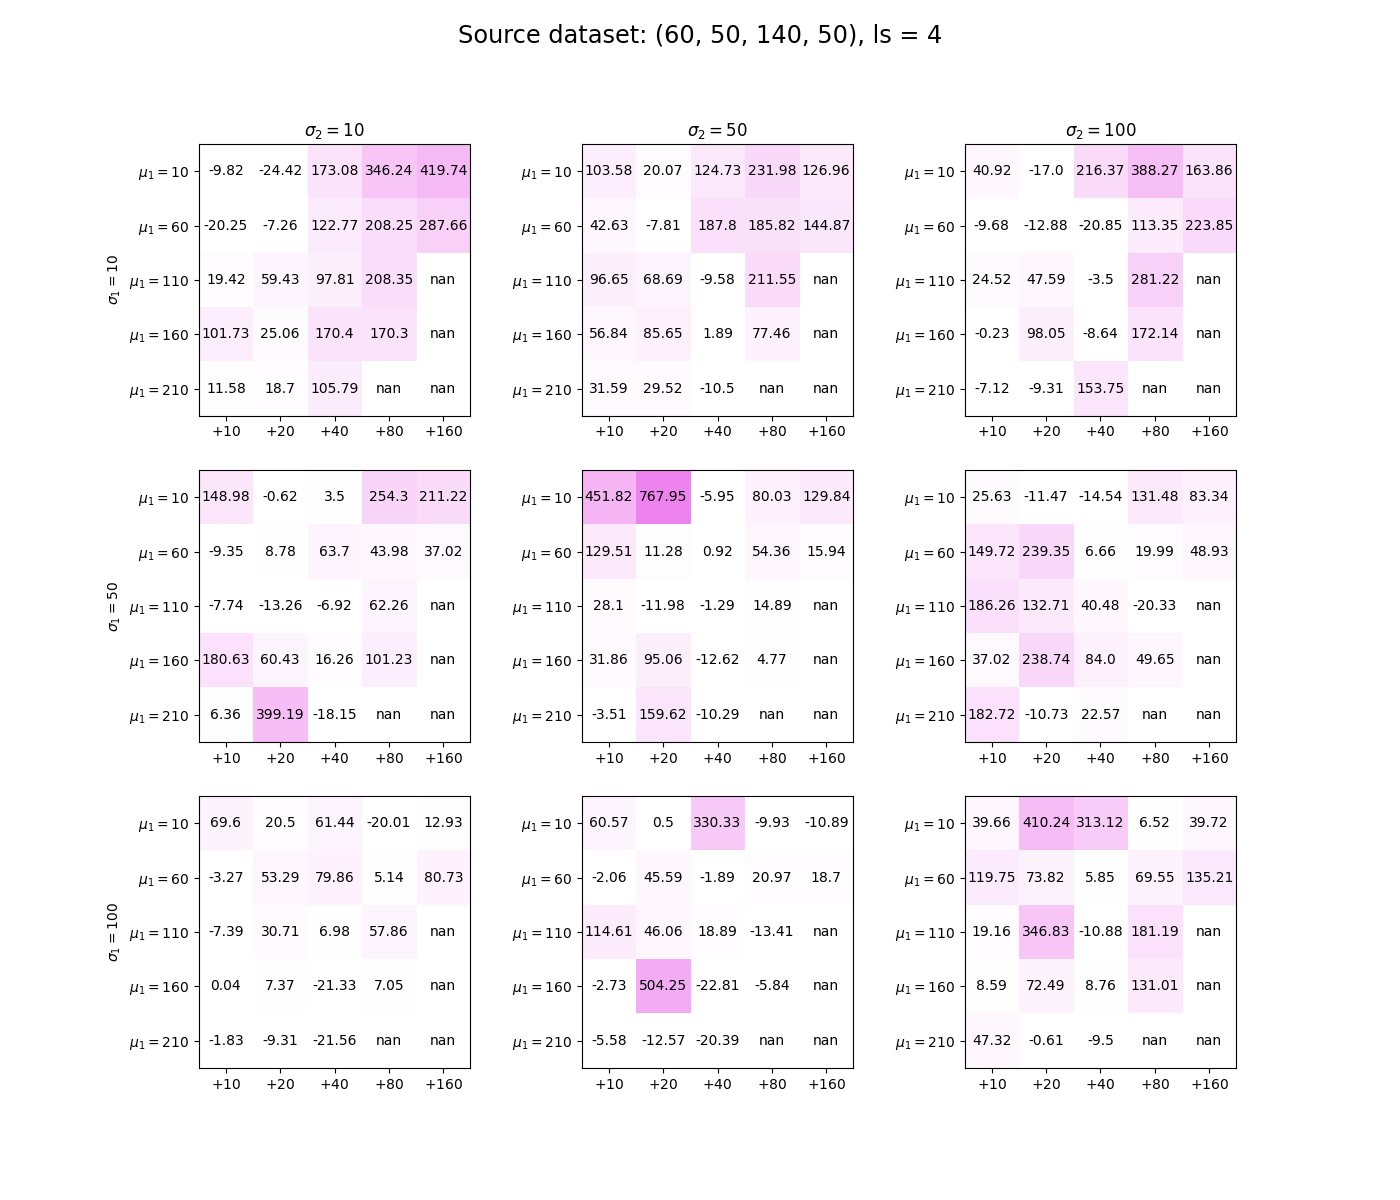 Source dataset: (60, 50, 140, 50), ls = 4
σ₂ = 10 σ₂ = 50 σ₂ = 100
μ₁ = 10 -9.82 -24.42 173.08 346.24 419.74 μ₁ = 10 103.58 20.07 124.73 231.98 126.96 μ₁ = 10 40.92 -17.0 216.37 388.27 163.86
μ₁ = 60 -20.25 -7.26 122.77 208.25 287.66 μ₁ = 60 42.63 -7.81 187.8 185.82 144.87 μ₁ = 60 -9.68 -12.88 -20.85 113.35 223.85
σ₁ = 10 μ₁ = 110 19.42 59.43 97.81 208.35 nan μ₁ = 110 96.65 68.69 -9.58 211.55 nan μ₁ = 110 24.52 47.59 -3.5 281.22 nan
μ₁ = 160 101.73 25.06 170.4 170.3 nan μ₁ = 160 56.84 85.65 1.89 77.46 nan μ₁ = 160 -0.23 98.05 -8.64 172.14 nan
μ₁ = 210 11.58 18.7 105.79 nan nan μ₁ = 210 31.59 29.52 -10.5 nan nan μ₁ = 210 -7.12 -9.31 153.75 nan nan
+10 +20 +40 +80 +160 +10 +20 +40 +80 +160 +10 +20 +40 +80 +160
μ₁ = 10 148.98 -0.62 3.5 254.3 211.22 μ₁ = 10 451.82 767.95 -5.95 80.03 129.84 μ₁ = 10 25.63 -11.47 -14.54 131.48 83.34
μ₁ = 60 -9.35 8.78 63.7 43.98 37.02 μ₁ = 60 129.51 11.28 0.92 54.36 15.94 μ₁ = 60 149.72 239.35 6.66 19.99 48.93
σ₁ = 50 μ₁ = 110 -7.74 -13.26 -6.92 62.26 nan μ₁ = 110 28.1 -11.98 -1.29 14.89 nan μ₁ = 110 186.26 132.71 40.48 -20.33 nan
μ₁ = 160 180.63 60.43 16.26 101.23 nan μ₁ = 160 31.86 95.06 -12.62 4.77 nan μ₁ = 160 37.02 238.74 84.0 49.65 nan
μ₁ = 210 6.36 399.19 -18.15 nan nan μ₁ = 210 -3.51 159.62 -10.29 nan nan μ₁ = 210 182.72 -10.73 22.57 nan nan
+10 +20 +40 +80 +160 +10 +20 +40 +80 +160 +10 +20 +40 +80 +160
μ₁ = 10 69.6 20.5 61.44 -20.01 12.93 μ₁ = 10 60.57 0.5 330.33 -9.93 -10.89 μ₁ = 10 39.66 410.24 313.12 6.52 39.72
μ₁ = 60 -3.27 53.29 79.86 5.14 80.73 μ₁ = 60 -2.06 45.59 -1.89 20.97 18.7 μ₁ = 60 119.75 73.82 5.85 69.55 135.21
σ₁ = 100 μ₁ = 110 -7.39 30.71 6.98 57.86 nan μ₁ = 110 114.61 46.06 18.89 -13.41 nan μ₁ = 110 19.16 346.83 -10.88 181.19 nan
μ₁ = 160 0.04 7.37 -21.33 7.05 nan μ₁ = 160 -2.73 504.25 -22.81 -5.84 nan μ₁ = 160 8.59 72.49 8.76 131.01 nan
μ₁ = 210 -1.83 -9.31 -21.56 nan nan μ₁ = 210 -5.58 -12.57 -20.39 nan nan μ₁ = 210 47.32 -0.61 -9.5 nan nan
+10 +20 +40 +80 +160 +10 +20 +40 +80 +160 +10 +20 +40 +80 +160